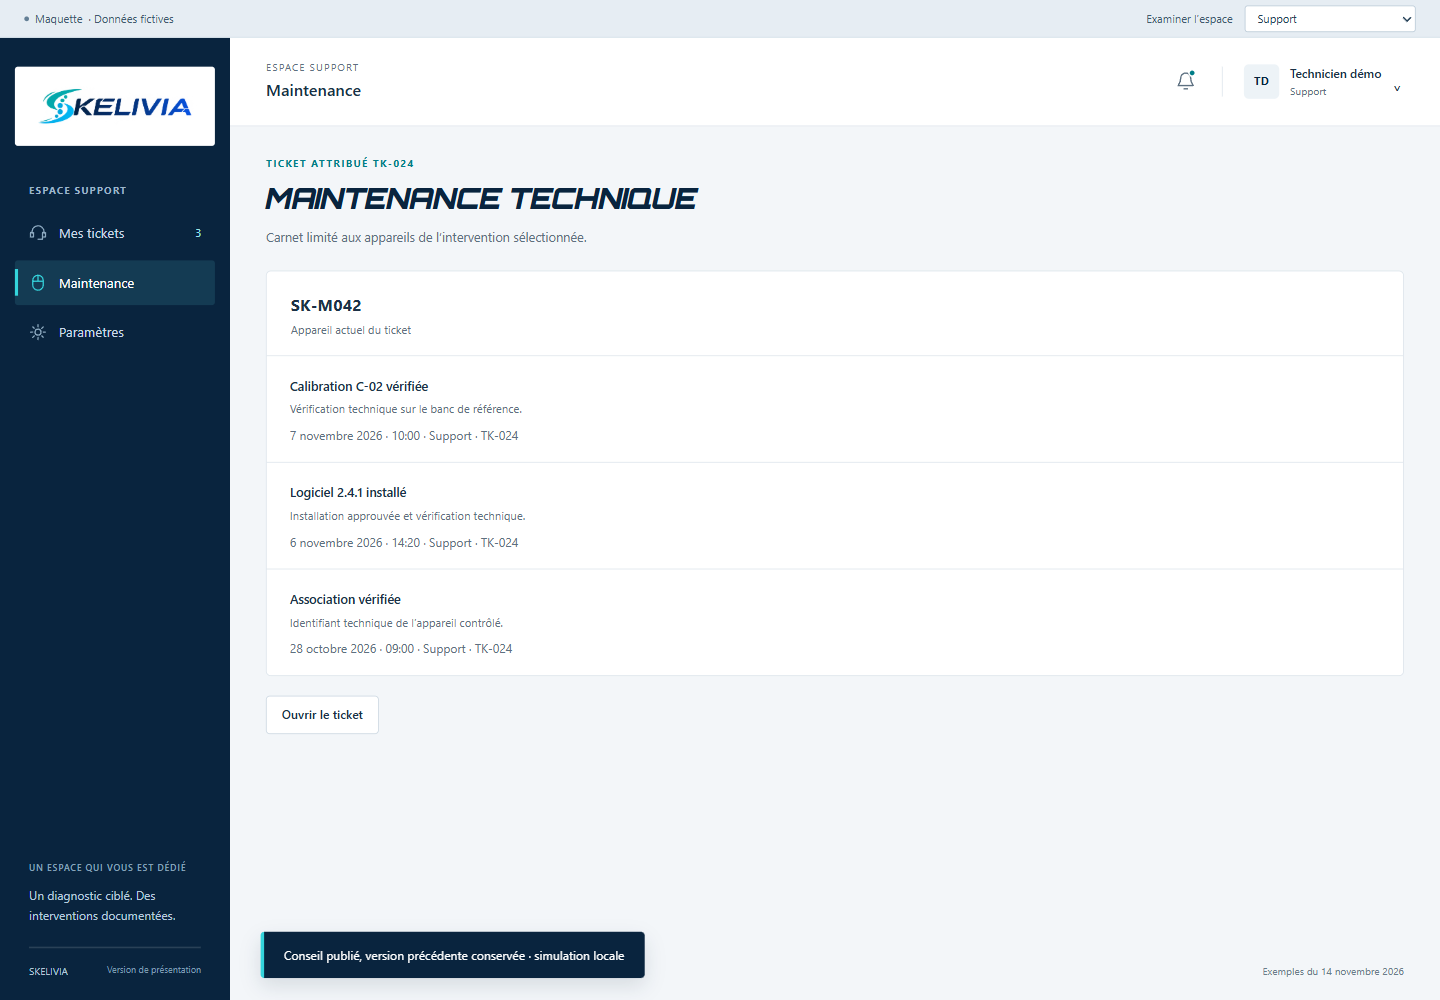 Maquette · Données fictives
Examiner l'espace
Support
SKELIVIA
ESPACE SUPPORT
Mes tickets 3
Maintenance
Paramètres
UN ESPACE QUI VOUS EST DÉDIÉ
Un diagnostic ciblé. Des
interventions documentées.
SKELIVIA Version de présentation
ESPACE SUPPORT
Maintenance
TD
Technicien démo
Support
TICKET ATTRIBUÉ TK-024
MAINTENANCE TECHNIQUE
Carnet limité aux appareils de l'intervention sélectionnée.
SK-M042
Appareil actuel du ticket
Calibration C-02 vérifiée
Vérification technique sur le banc de référence.
7 novembre 2026 · 10:00 · Support · TK-024
Logiciel 2.4.1 installé
Installation approuvée et vérification technique.
6 novembre 2026 · 14:20 · Support · TK-024
Association vérifiée
Identifiant technique de l'appareil contrôlé.
28 octobre 2026 · 09:00 · Support · TK-024
Ouvrir le ticket
Conseil publié, version précédente conservée · simulation locale
Exemples du 14 novembre 2026